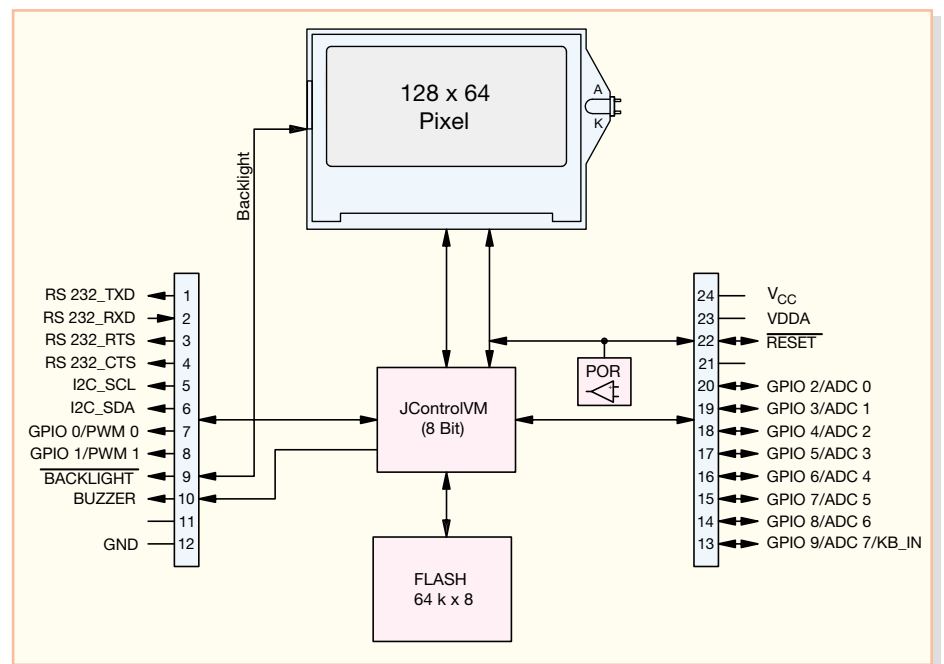 128 x 64
Pixel
A
K
Backlight
RS 232_TXD 1
RS 232_RXD 2
RS 232_RTS 3
RS 232_CTS 4
I2C_SCL 5
I2C_SDA 6
GPIO 0/PWM 0 7
GPIO 1/PWM 1 8
BACKLIGHT 9
BUZZER 10
11
GND 12
JControlVM
(8 Bit)
FLASH
64 k x 8
POR
24 VCC
23 VDDA
22 RESET
21
20 GPIO 2/ADC 0
19 GPIO 3/ADC 1
18 GPIO 4/ADC 2
17 GPIO 5/ADC 3
16 GPIO 6/ADC 4
15 GPIO 7/ADC 5
14 GPIO 8/ADC 6
13 GPIO 9/ADC 7/KB_IN